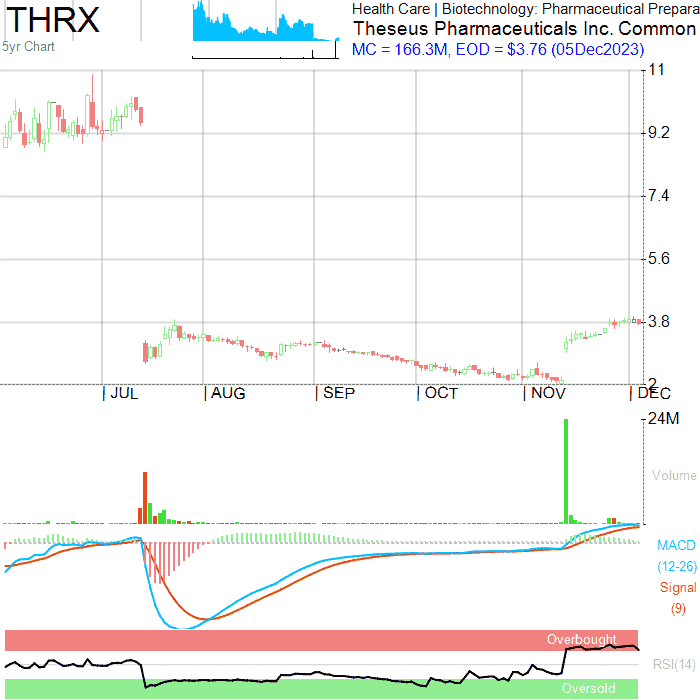 THRX
5yr Chart
Health Care | Biotechnology: Pharmaceutical Prepara
Theseus Pharmaceuticals Inc. Common
MC = 166.3M, EOD = $3.76 (05Dec2023)
11
9.2
7.4
5.6
3.8
2
JUL AUG SEP OCT NOV DEC
24M
Volume
MACD
(12-26)
Signal
(9)
Overbought
RSI(14)
Oversold